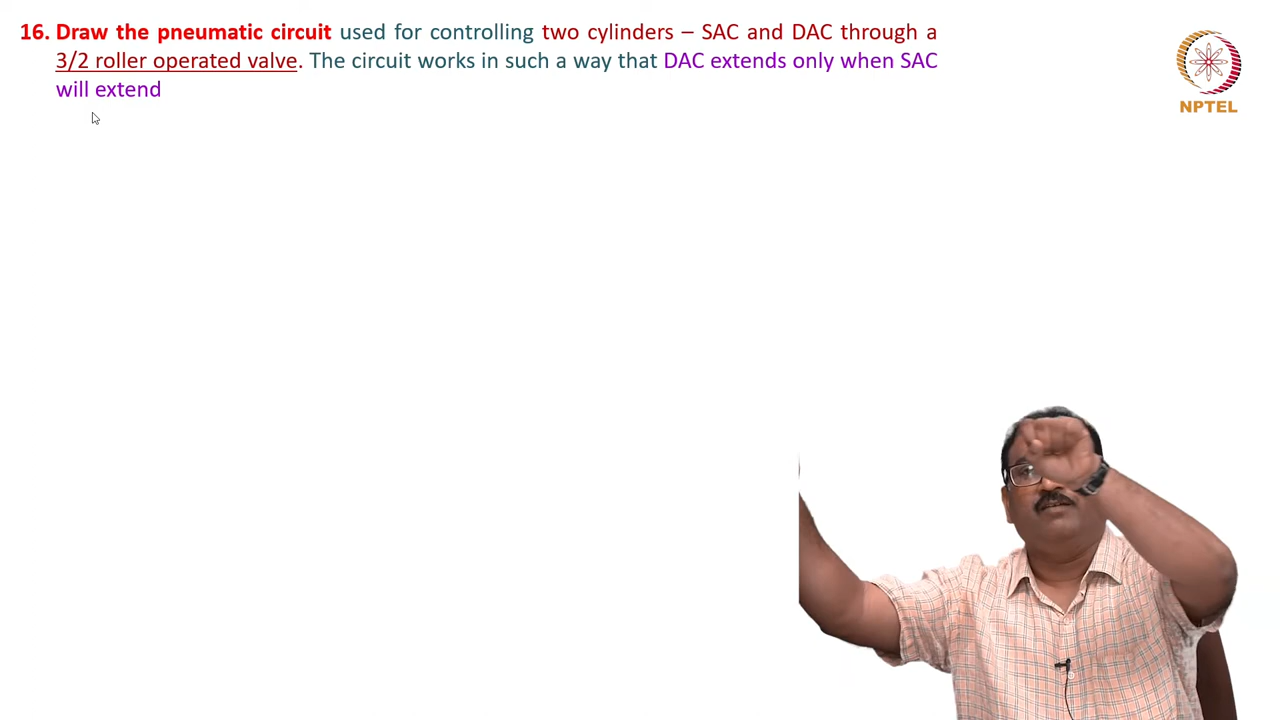 16. Draw the pneumatic circuit used for controlling two cylinders – SAC and DAC through a
3/2 roller operated valve. The circuit works in such a way that DAC extends only when SAC
will extend
NPTEL